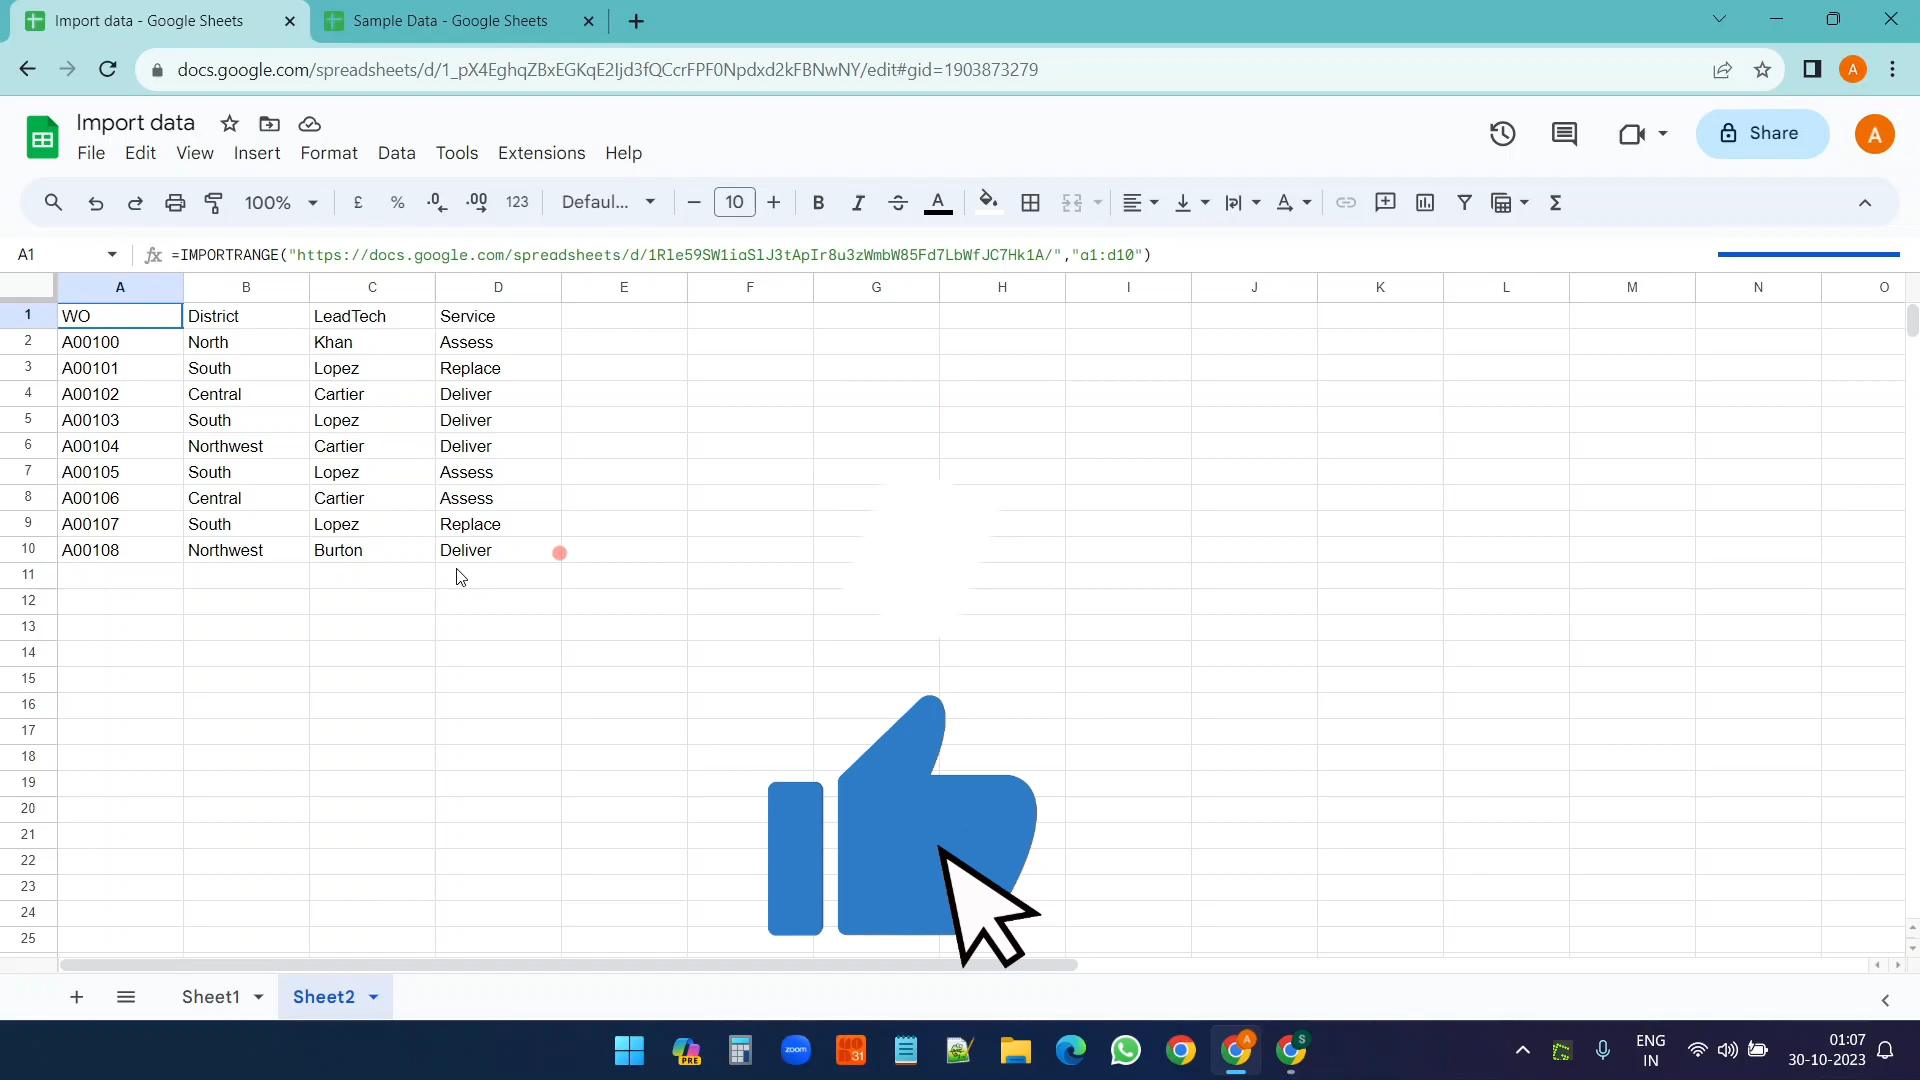 Import data - Google Sheets
Sample Data - Google Sheets
docs.google.com/spreadsheets/d/1_pX4EghqZBxEGKqE2Ijd3fQCcrFPF0Npdxd2kFBNwNY/edit#gid=1903873279
A
Import data
File Edit View Insert Format Data Tools Extensions Help
Share
A
100% £ % .0 .00 123 Defaul... 10 B I S A A Σ
A1 fx =IMPORTRANGE("https://docs.google.com/spreadsheets/d/1Rle59SW1iaSlJ3tApIr8u3zWmbW85Fd7LbWfJC7Hk1A/","a1:d10")
A B C D E F G H I J K L M N O
1 WO District LeadTech Service
2 A00100 North Khan Assess
3 A00101 South Lopez Replace
4 A00102 Central Cartier Deliver
5 A00103 South Lopez Deliver
6 A00104 Northwest Cartier Deliver
7 A00105 South Lopez Assess
8 A00106 Central Cartier Assess
9 A00107 South Lopez Replace
10 A00108 Northwest Burton Deliver
11
12
13
14
15
16
17
18
19
20
21
22
23
24
25
Sheet1 Sheet2
PRE
zoom
31
A
S
ENG
IN
01:07
30-10-2023